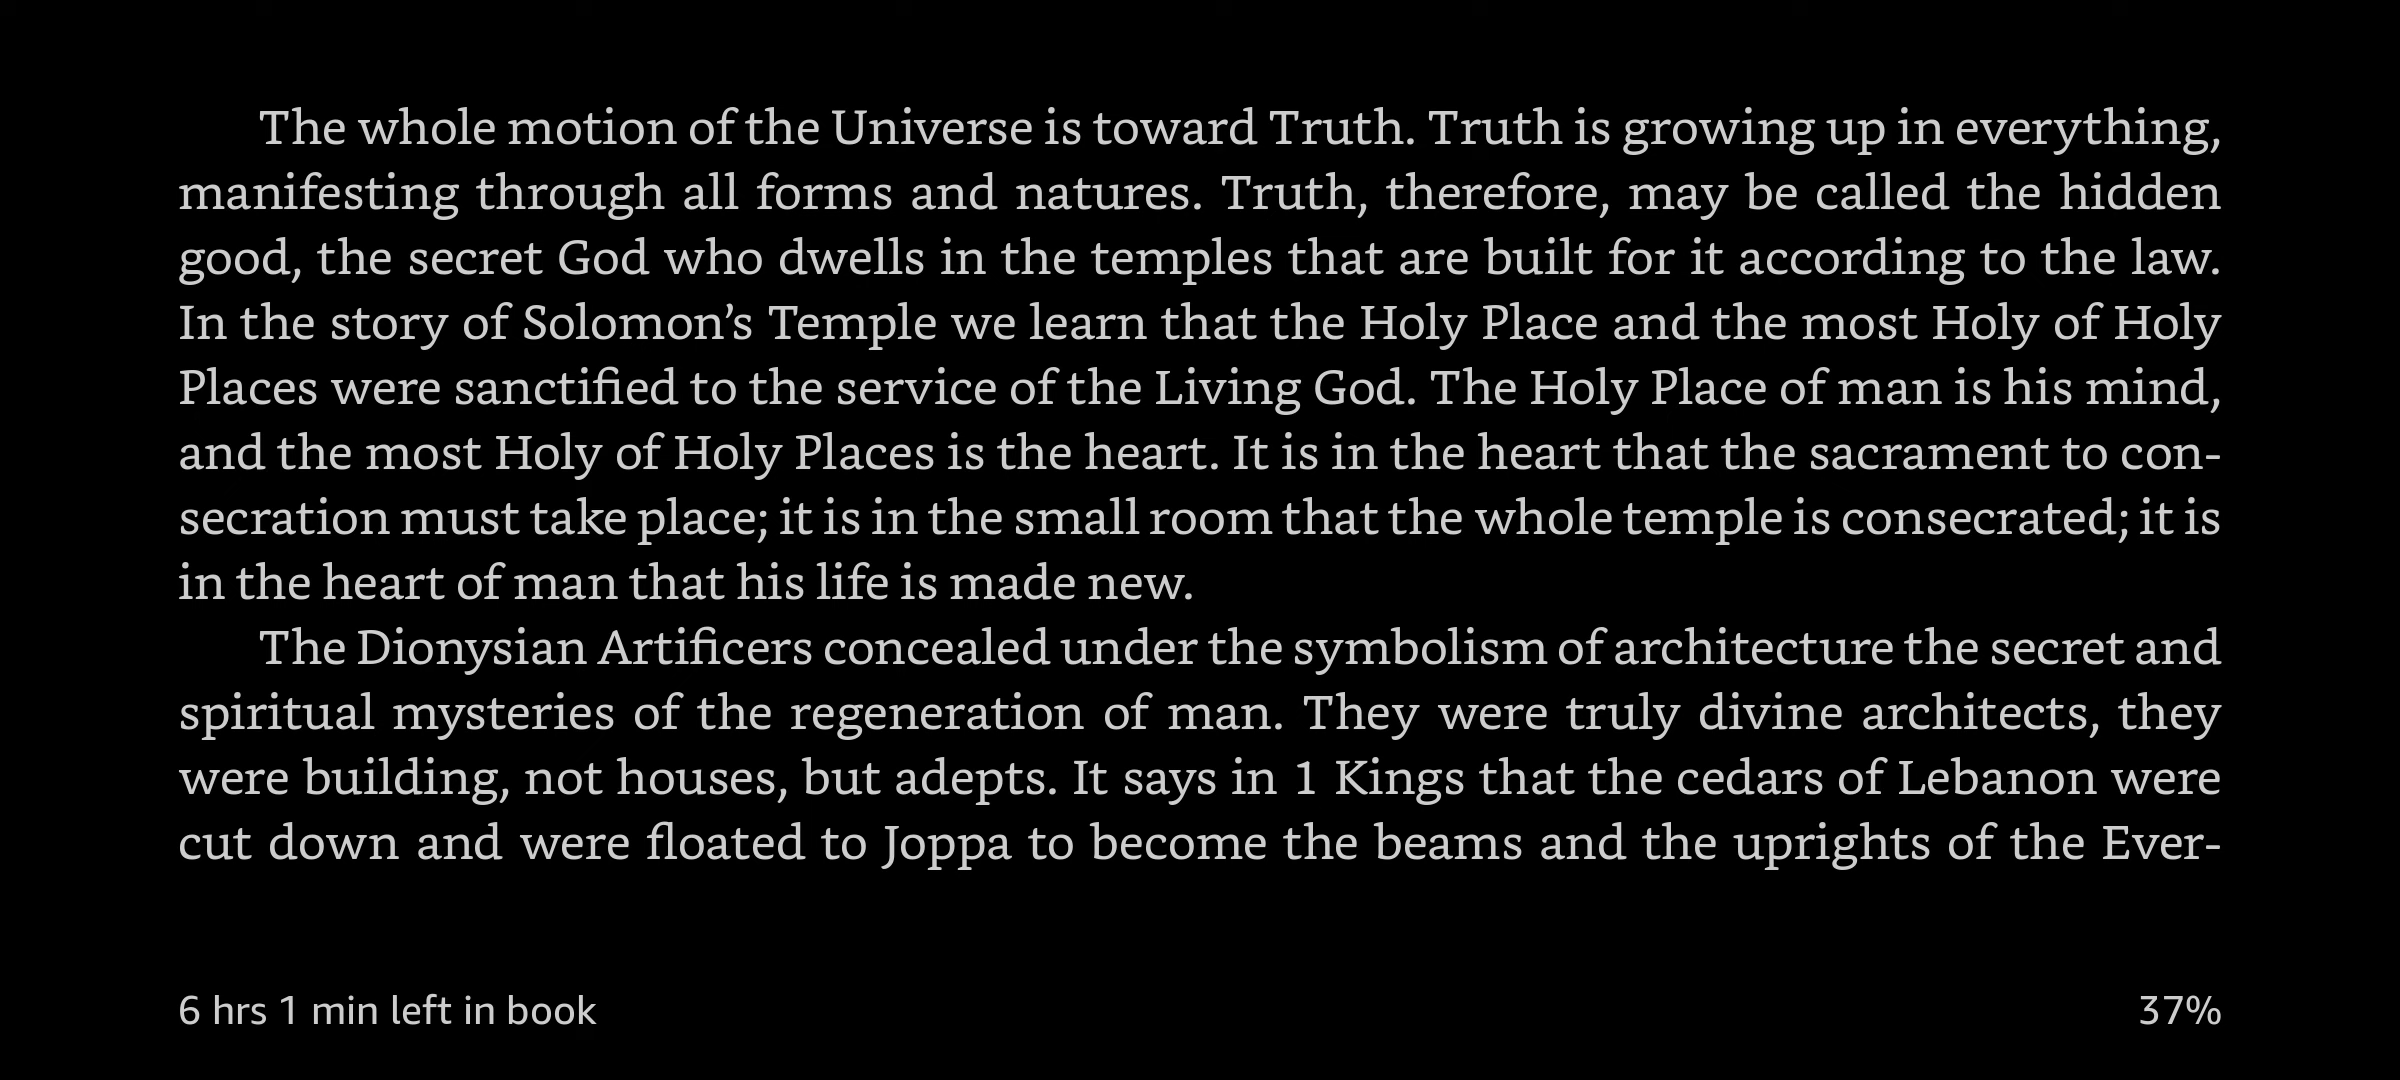 The whole motion of the Universe is toward Truth. Truth is growing up in everything,
manifesting through all forms and natures. Truth, therefore, may be called the hidden
good, the secret God who dwells in the temples that are built for it according to the law.
In the story of Solomon’s Temple we learn that the Holy Place and the most Holy of Holy
Places were sanctified to the service of the Living God. The Holy Place of man is his mind,
and the most Holy of Holy Places is the heart. It is in the heart that the sacrament to con-
secration must take place; it is in the small room that the whole temple is consecrated; it is
in the heart of man that his life is made new.
The Dionysian Artificers concealed under the symbolism of architecture the secret and
spiritual mysteries of the regeneration of man. They were truly divine architects, they
were building, not houses, but adepts. It says in 1 Kings that the cedars of Lebanon were
cut down and were floated to Joppa to become the beams and the uprights of the Ever-
6 hrs 1 min left in book
37%